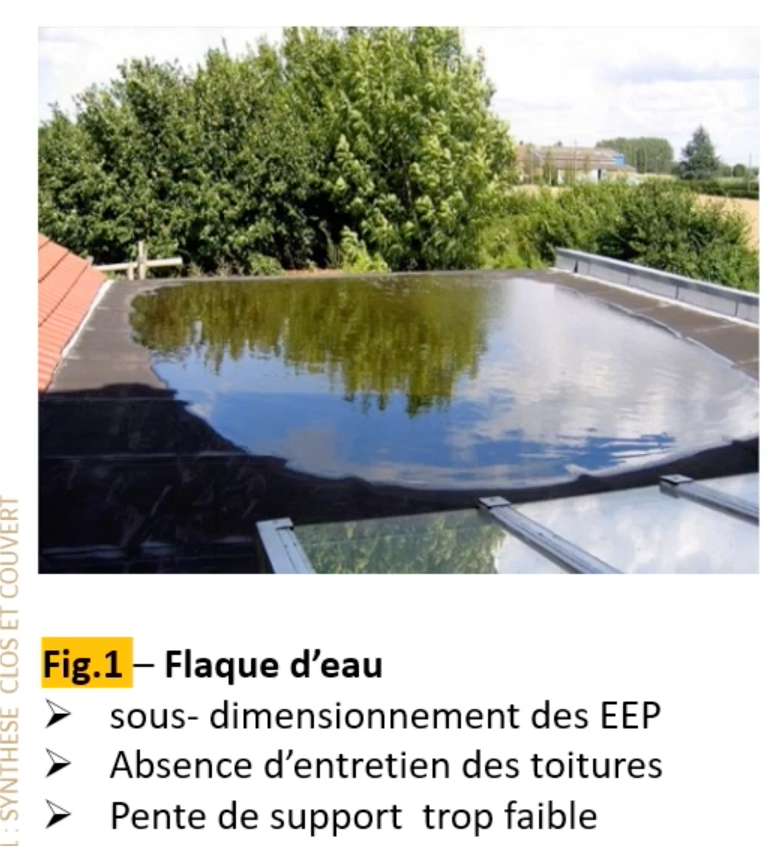 Fig.1 – Flaque d’eau
➢ sous- dimensionnement des EEP
➢ Absence d’entretien des toitures
➢ Pente de support trop faible
: SYNTHESE CLOS ET COUVERT